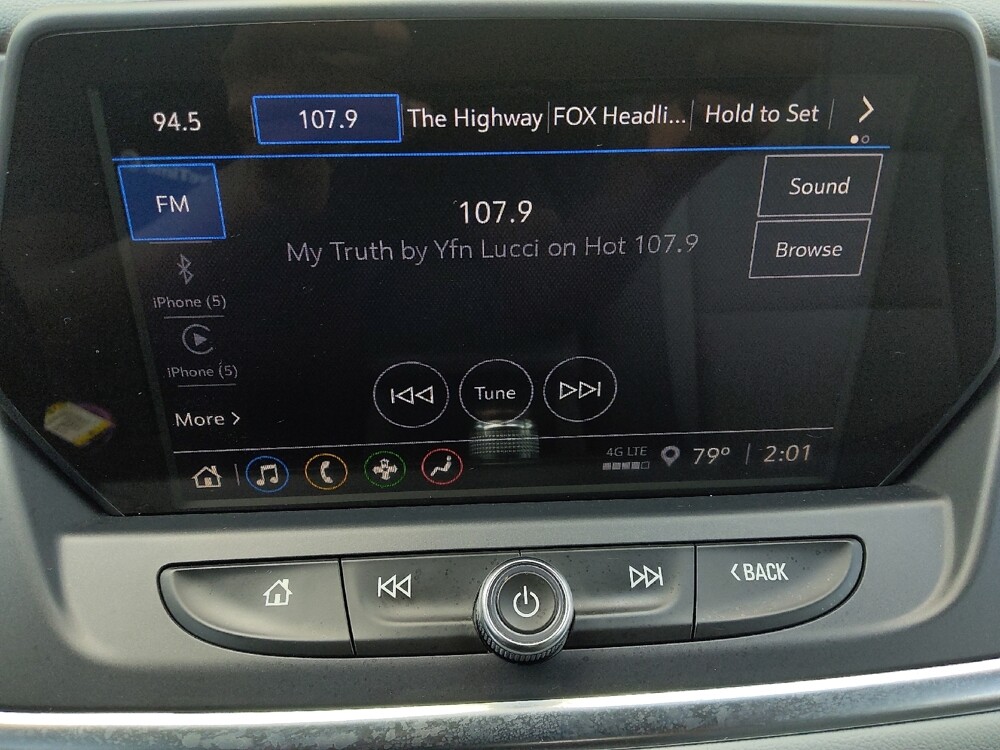 94.5
107.9
The Highway
FOX Headli...
Hold to Set
FM
107.9
My Truth by Yfn Lucci on Hot 107.9
Sound
Browse
iPhone (5)
iPhone (5)
More >
Tune
4G LTE
79°
2:01
<BACK